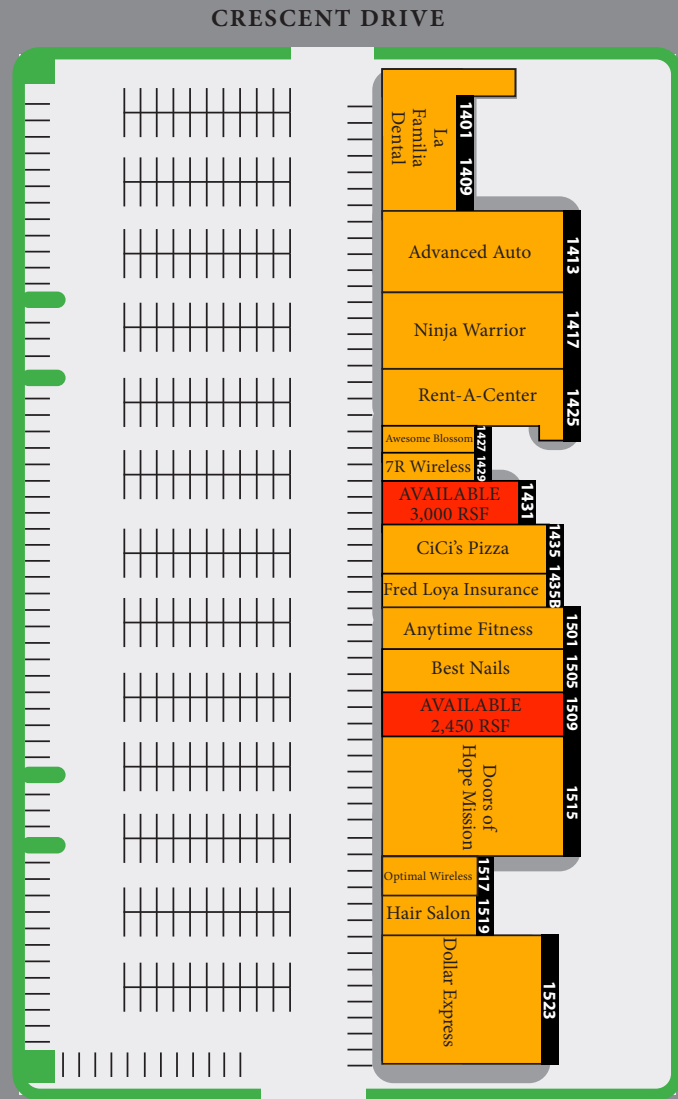 CRESCENT DRIVE
La
Familia
Dental
1401
1409
Advanced Auto
1413
Ninja Warrior
1417
Rent-A-Center
1425
Awesome Blossom
1427
7R Wireless
1429
AVAILABLE
3,000 RSF
1431
CiCi's Pizza
1435
Fred Loya Insurance
1435B
Anytime Fitness
1501
Best Nails
1505
AVAILABLE
2,450 RSF
1509
Doors of
Hope Mission
1515
Optimal Wireless
1517
Hair Salon
1519
Dollar Express
1523